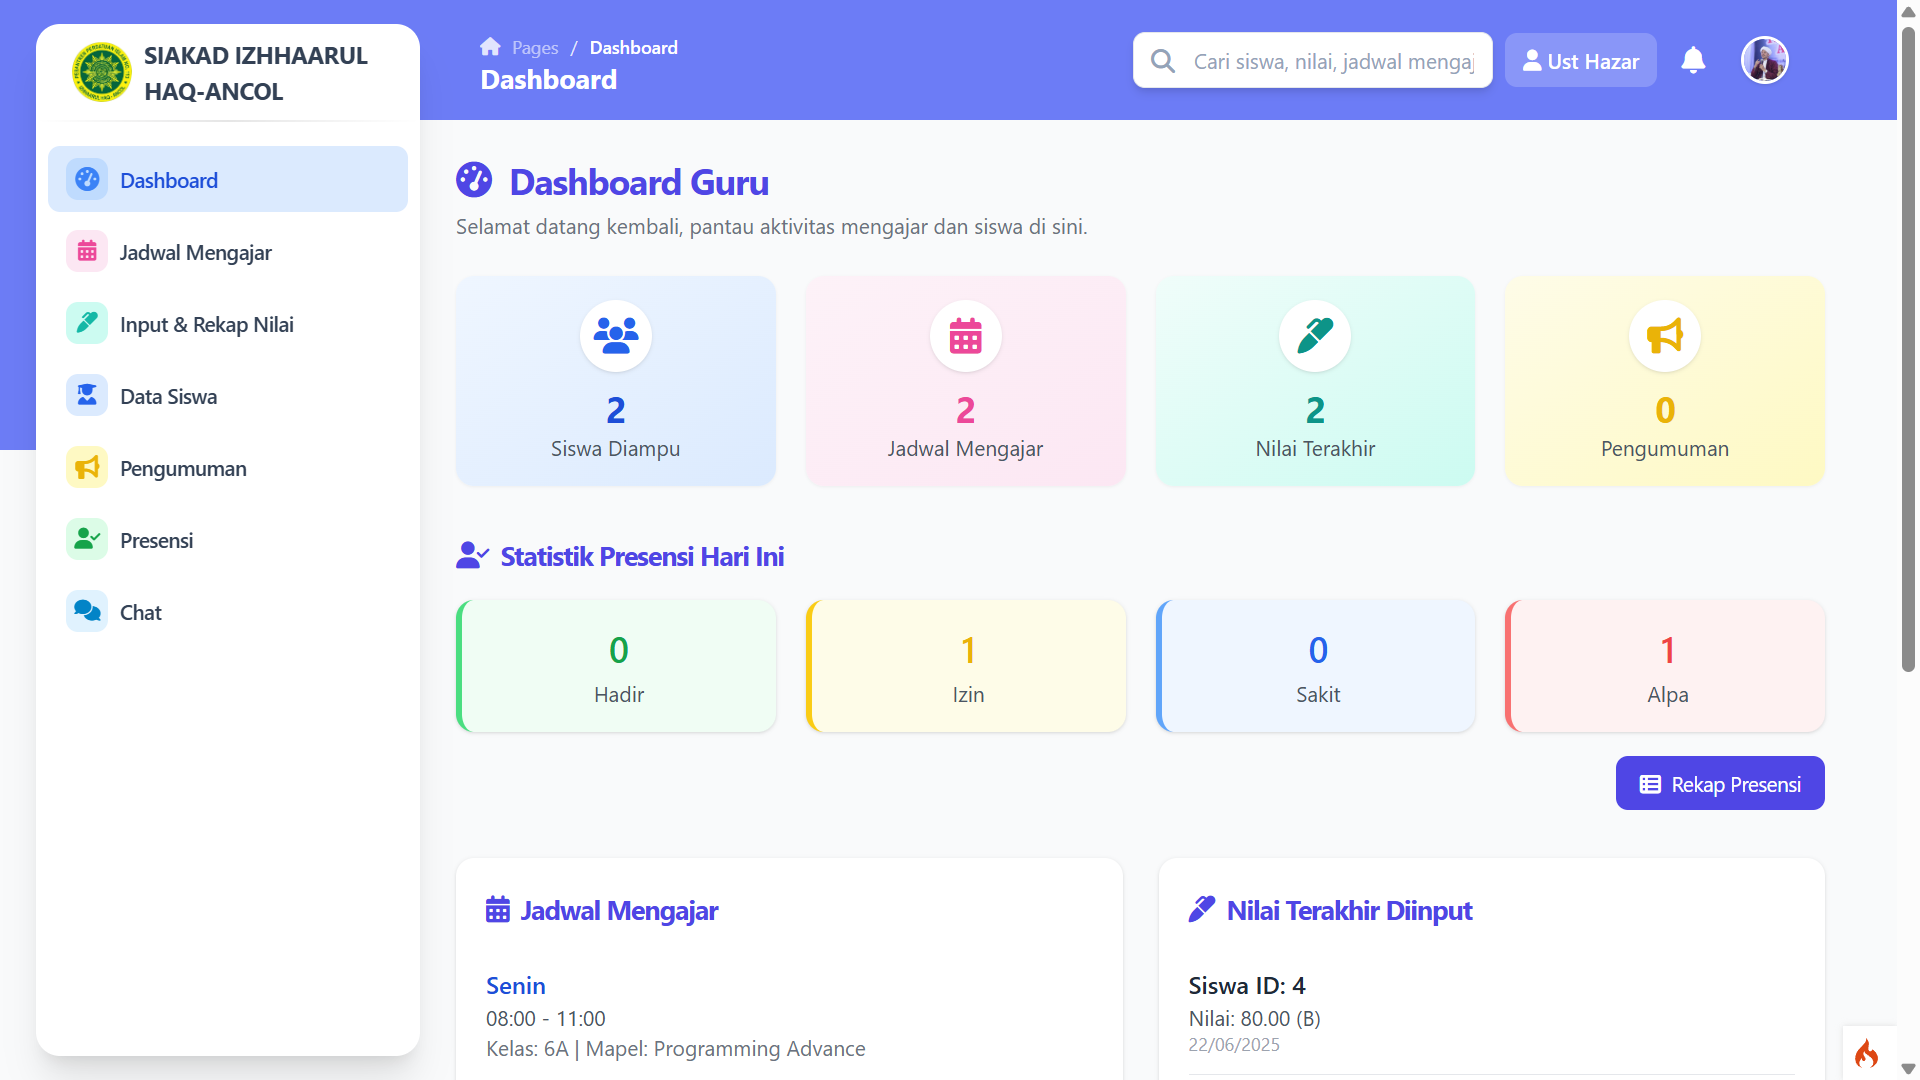 SIAKAD IZHHAARUL
HAQ-ANCOL
Dashboard
Jadwal Mengajar
Input & Rekap Nilai
Data Siswa
Pengumuman
Presensi
Chat
Pages / Dashboard
Dashboard
Cari siswa, nilai, jadwal mengaj
Ust Hazar
Dashboard Guru
Selamat datang kembali, pantau aktivitas mengajar dan siswa di sini.
2
Siswa Diampu
2
Jadwal Mengajar
2
Nilai Terakhir
0
Pengumuman
Statistik Presensi Hari Ini
0
Hadir
1
Izin
0
Sakit
1
Alpa
Rekap Presensi
Jadwal Mengajar
Senin
08:00 - 11:00
Kelas: 6A | Mapel: Programming Advance
Nilai Terakhir Diinput
Siswa ID: 4
Nilai: 80.00 (B)
22/06/2025